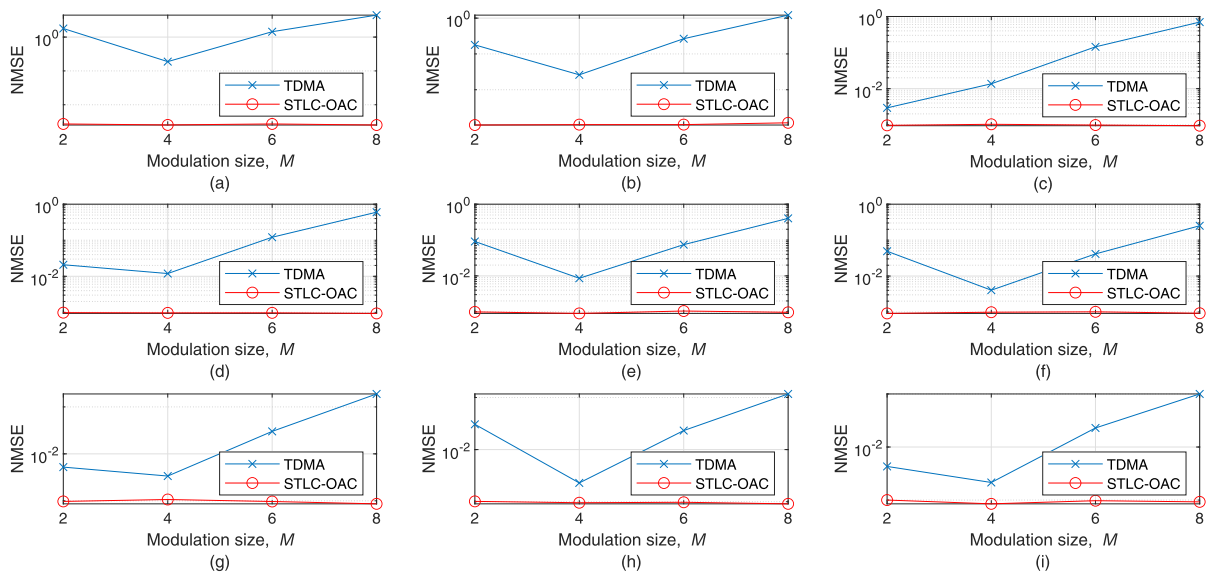 NMSE
10^0
TDMA
STLC-OAC
2 4 6 8
Modulation size, M
(a)
NMSE
10^0
TDMA
STLC-OAC
2 4 6 8
Modulation size, M
(b)
NMSE
10^0
10^-2
TDMA
STLC-OAC
2 4 6 8
Modulation size, M
(c)
NMSE
10^0
10^-2
TDMA
STLC-OAC
2 4 6 8
Modulation size, M
(d)
NMSE
10^0
10^-2
TDMA
STLC-OAC
2 4 6 8
Modulation size, M
(e)
NMSE
10^0
10^-2
TDMA
STLC-OAC
2 4 6 8
Modulation size, M
(f)
NMSE
10^-2
TDMA
STLC-OAC
2 4 6 8
Modulation size, M
(g)
NMSE
10^-2
TDMA
STLC-OAC
2 4 6 8
Modulation size, M
(h)
NMSE
10^-2
TDMA
STLC-OAC
2 4 6 8
Modulation size, M
(i)